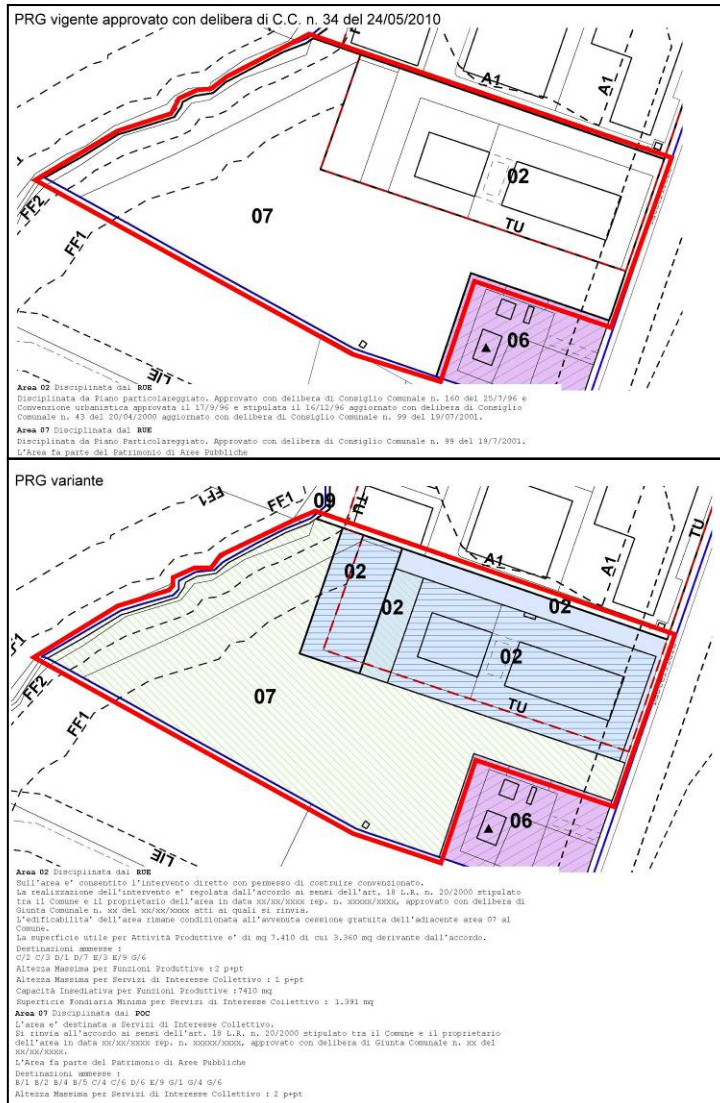 PRG vigente approvato con delibera di C.C. n. 34 del 24/05/2010
A1
A1
02
TU
07
FF2
FF1
06
LIE
Area 02 Disciplinata dal RUE
Disciplinata da Piano particolareggiato. Approvato con delibera di Consiglio Comunale n. 160 del 25/7/96 e
Convenzione urbanistica approvata il 17/9/96 e stipulata il 16/12/96 aggiornato con delibera di Consiglio
Comunale n. 43 del 20/04/2000 aggiornato con delibera di Consiglio Comunale n. 99 del 19/07/2001.
Area 07 Disciplinata dal RUE
Disciplinata da Piano Particolareggiato. Approvato con delibera di Consiglio Comunale n. 99 del 19/7/2001.
L'Area fa parte del Patrimonio di Aree Pubbliche
PRG variante
FF1
FF1
09
TU
A1
A1
TU
02
02
02
02
TU
07
FF1
FF2
FF1
06
LIE
Area 02 Disciplinata dal RUE
Sull'area e' consentito l'intervento diretto con permesso di costruire convenzionato.
La realizzazione dell'intervento e' regolata dall'accordo ai sensi dell'art. 18 L.R. n. 20/2000 stipulato
tra il Comune e il proprietario dell'area in data xx/xx/xxxx rep. n. xxxxx/xxxx, approvato con delibera di
Giunta Comunale n. xx del xx/xx/xxxx atti ai quali si rinvia.
L'edificabilita' dell'area rimane condizionata all'avvenuta cessione gratuita dell'adiacente area 07 al
Comune.
La superficie utile per Attività Produttive e' di mq 7.410 di cui 3.360 mq derivante dall'accordo.
Destinazioni ammesse :
C/2 C/3 D/1 D/7 E/3 E/9 G/6
Altezza Massima per Funzioni Produttive :2 p+pt
Altezza Massima per Servizi di Interesse Collettivo : 1 p+pt
Capacità Insediativa per Funzioni Produttive :7410 mq
Superficie Fondiaria Minima per Servizi di Interesse Collettivo : 1.391 mq
Area 07 Disciplinata dal POC
L'area e' destinata a Servizi di Interesse Collettivo.
Si rinvia all'accordo ai sensi dell'art. 18 L.R. n. 20/2000 stipulato tra il Comune e il proprietario
dell'area in data xx/xx/xxxx rep. n. xxxxx/xxxx, approvato con delibera di Giunta Comunale n. xx del
xx/xx/xxxx.
L'Area fa parte del Patrimonio di Aree Pubbliche
Destinazioni ammesse :
B/1 B/2 B/4 B/5 C/4 C/6 D/6 E/9 G/1 G/4 G/6
Altezza Massima per Servizi di Interesse Collettivo : 2 p+pt